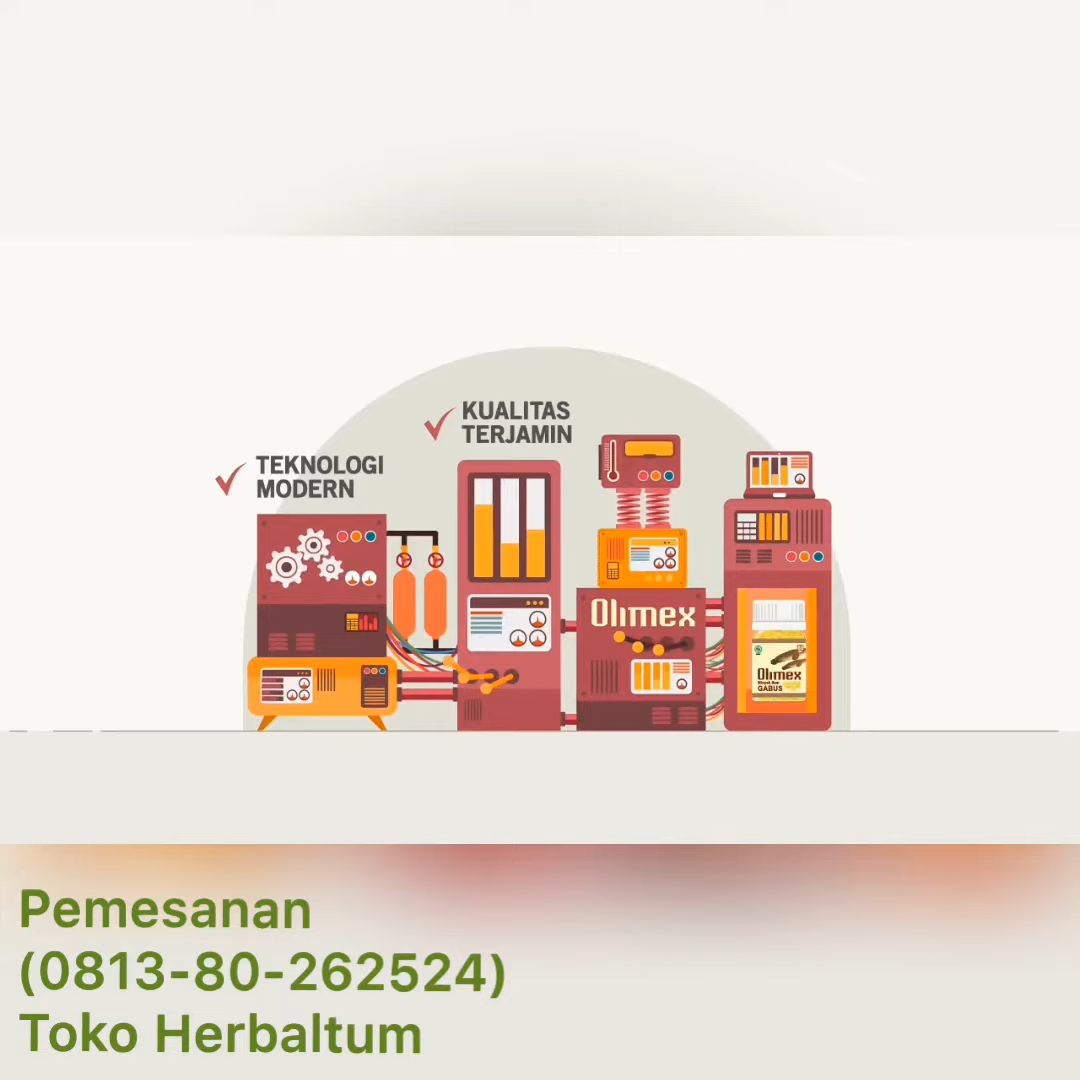 KUALITAS
TERJAMIN
TEKNOLOGI
MODERN
Olimex
Olimex
GABUS
Pemesanan
(0813-80-262524)
Toko Herbaltum